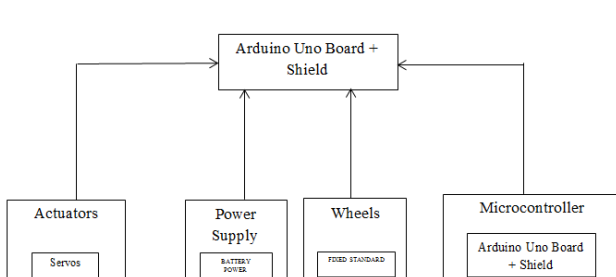 Arduino Uno Board +
Shield
Actuators
Servos
Power
Supply
BATTERY
POWER
Wheels
FIXED STANDARD
Microcontroller
Arduino Uno Board
+ Shield